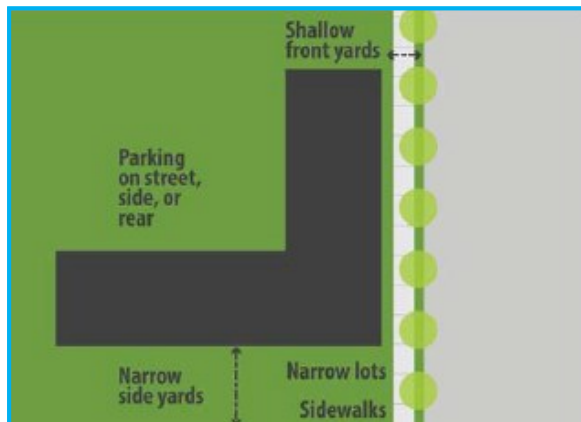 Shallow
front yards
Parking
on street,
side, or
rear
Narrow
side yards
Narrow lots
Sidewalks